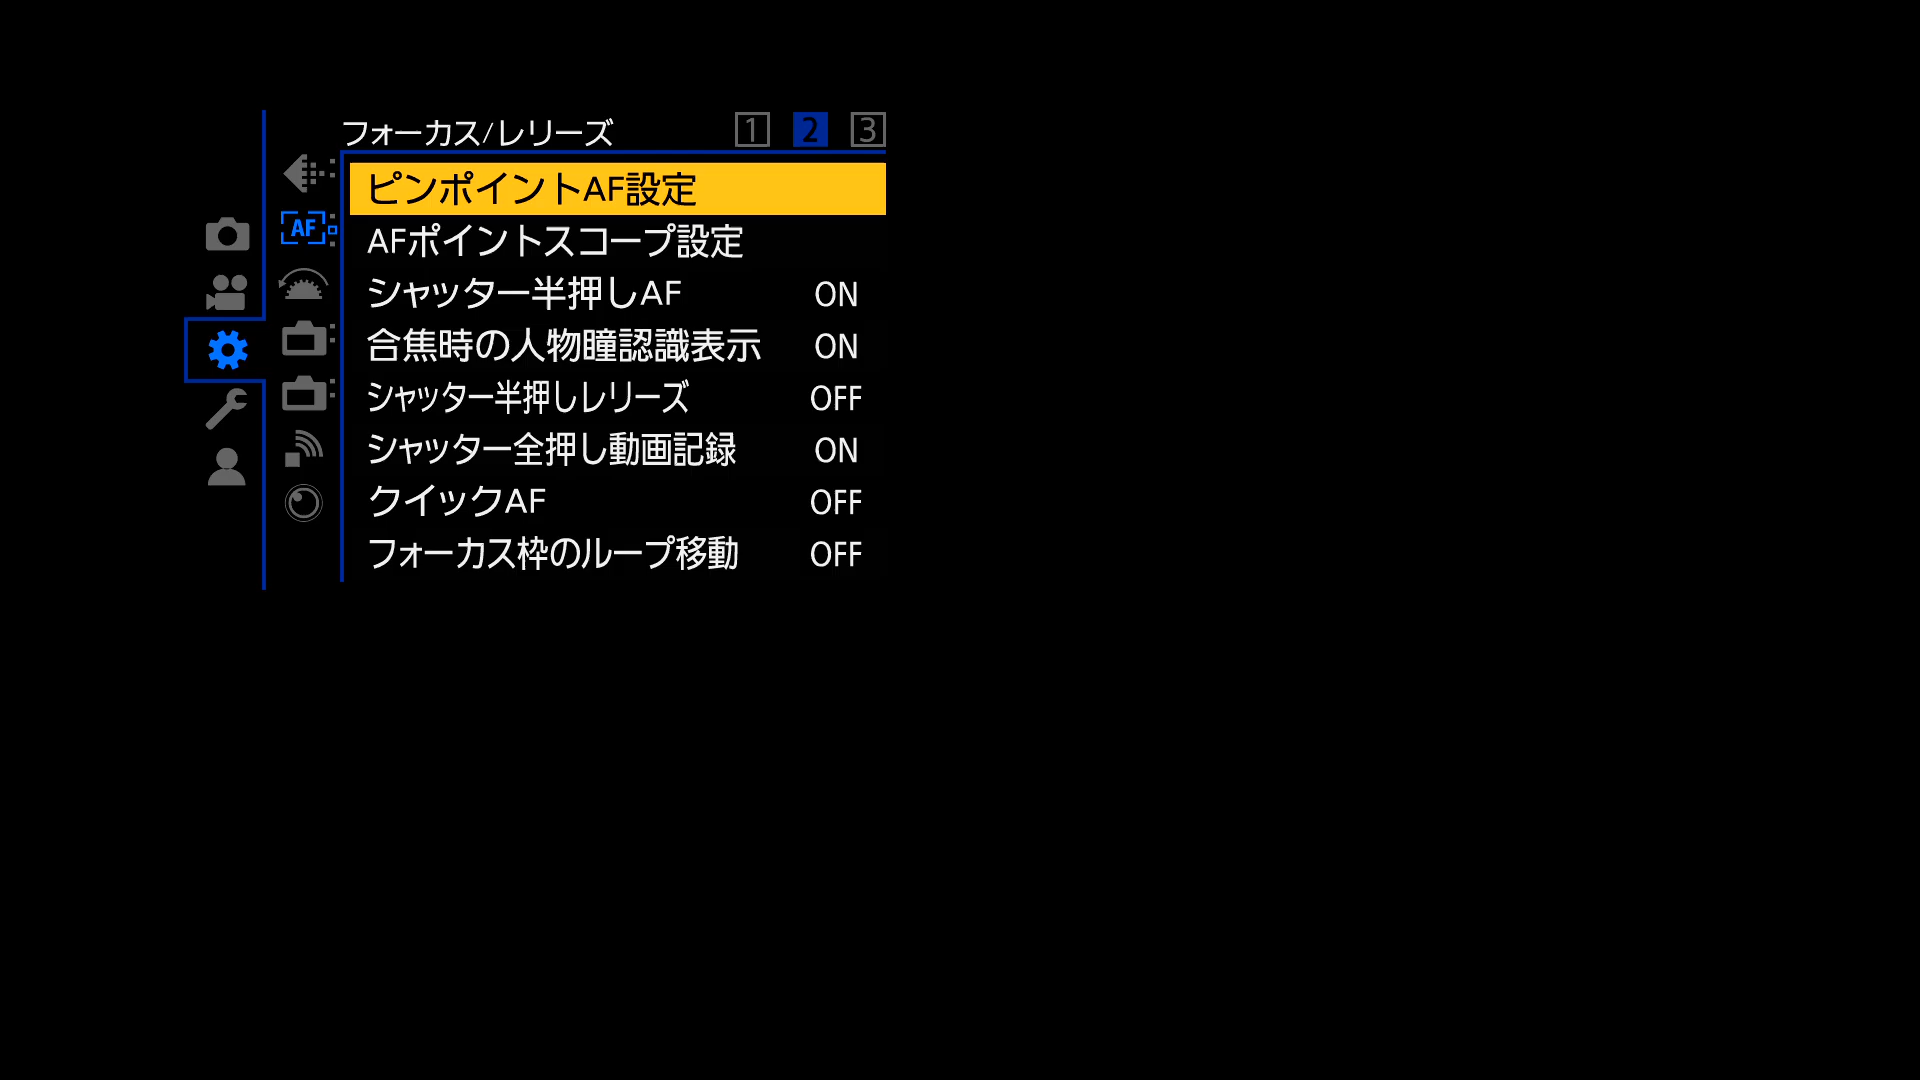 フォーカス/レリーズ 1 2 3
AF
ピンポイントAF設定
AFポイントスコープ設定
シャッター半押しAF ON
合焦時の人物瞳認識表示 ON
シャッター半押しレリーズ OFF
シャッター全押し動画記録 ON
クイックAF OFF
フォーカス枠のループ移動 OFF